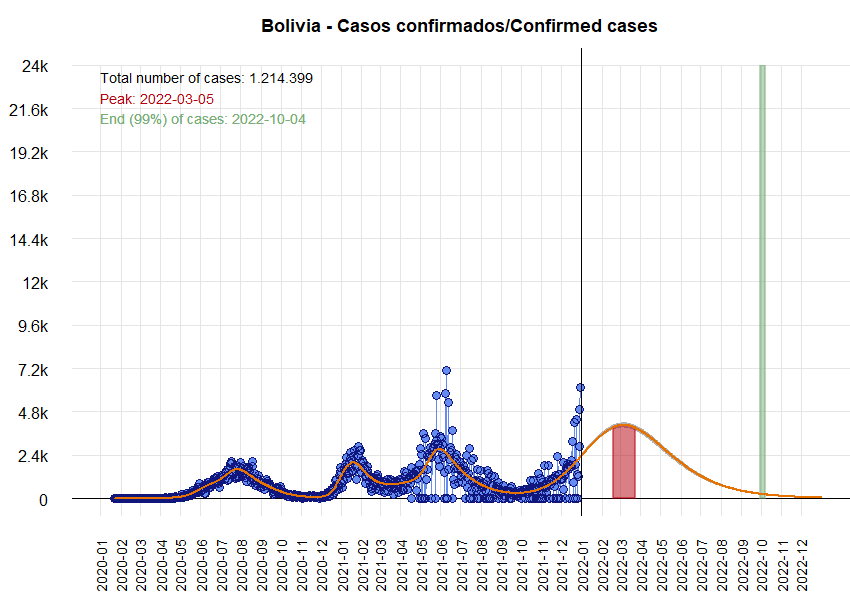 Bolivia - Casos confirmados/Confirmed cases
24k
Total number of cases: 1.214.399
Peak: 2022-03-05
End (99%) of cases: 2022-10-04
21.6k
19.2k
16.8k
14.4k
12k
9.6k
7.2k
4.8k
2.4k
0
2020-01
2020-02
2020-03
2020-04
2020-05
2020-06
2020-07
2020-08
2020-09
2020-10
2020-11
2020-12
2021-01
2021-02
2021-03
2021-04
2021-05
2021-06
2021-07
2021-08
2021-09
2021-10
2021-11
2021-12
2022-01
2022-02
2022-03
2022-04
2022-05
2022-06
2022-07
2022-08
2022-09
2022-10
2022-11
2022-12